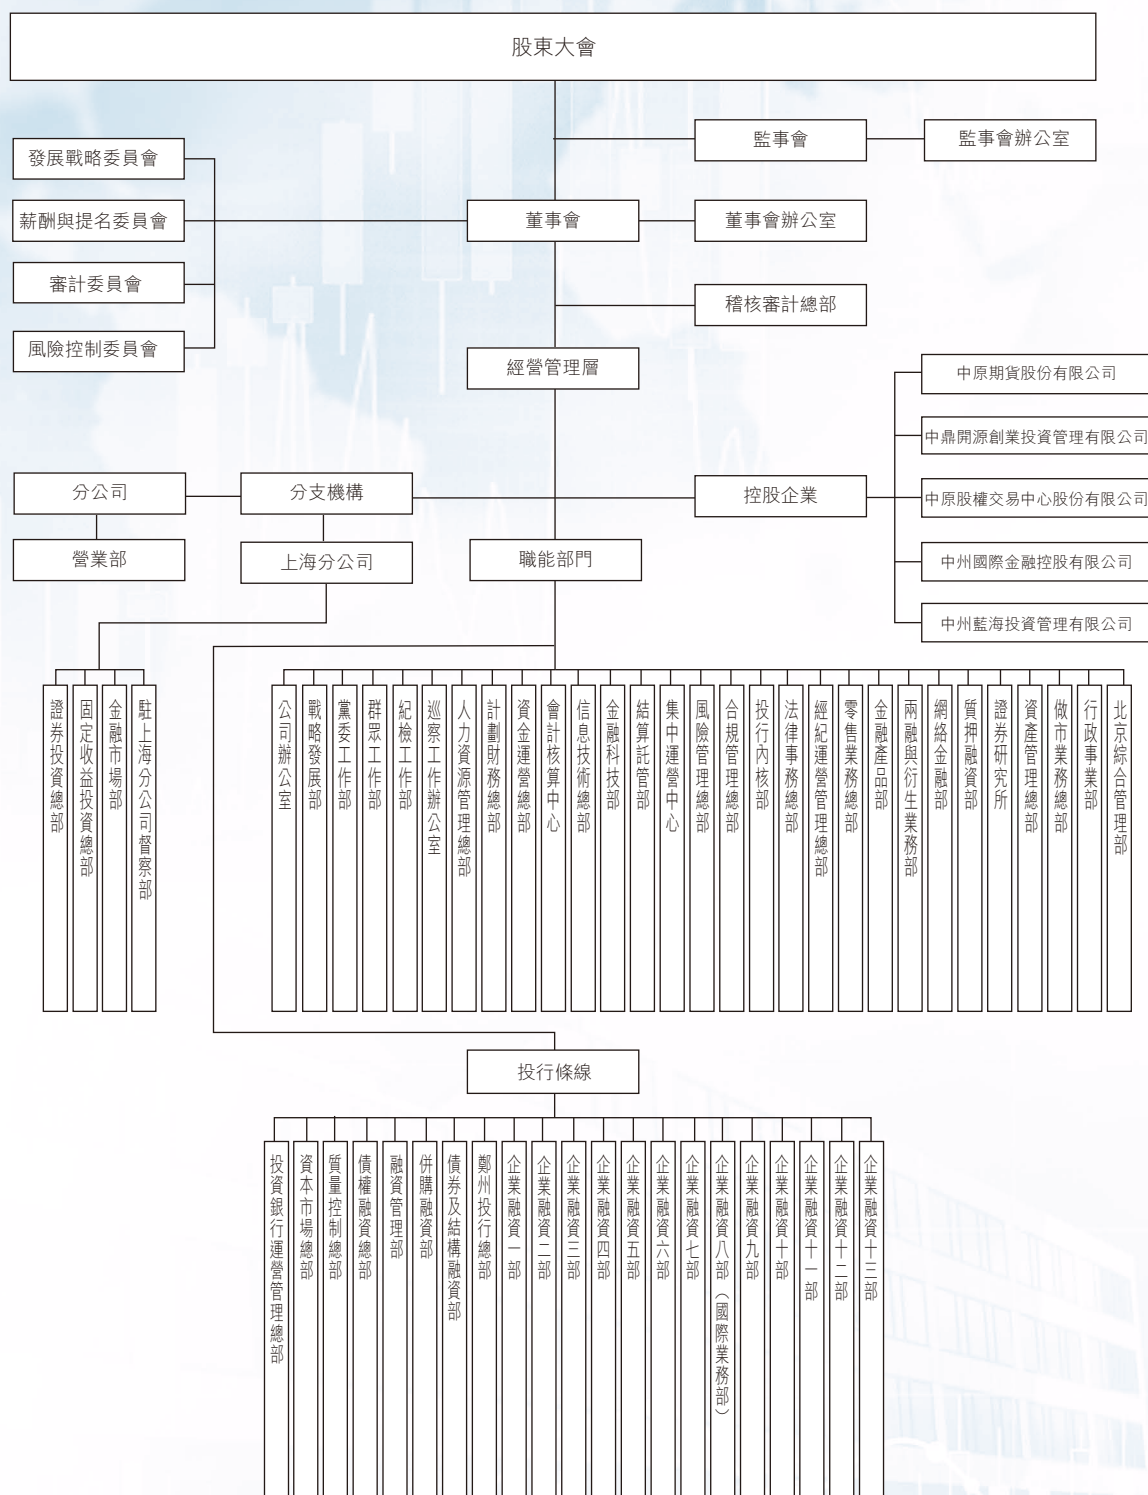 股東大會
監事會
監事會辦公室
發展戰略委員會
薪酬與提名委員會
董事會
董事會辦公室
審計委員會
稽核審計總部
風險控制委員會
經營管理層
中原期貨股份有限公司
中鼎開源創業投資管理有限公司
分公司
分支機構
控股企業
中原股權交易中心股份有限公司
營業部
上海分公司
職能部門
中州國際金融控股有限公司
中州藍海投資管理有限公司
證券投資總部
固定收益投資總部
金融市場部
駐上海分公司督察部
公司辦公室
戰略發展部
黨委工作部
群眾工作部
紀檢工作部
巡察工作辦公室
人力資源管理總部
計劃財務總部
資金運營總部
會計核算中心
信息技術總部
金融科技部
結算託管部
集中運營中心
風險管理總部
合規管理總部
投行內核部
法律事務總部
經紀運營管理總部
零售業務總部
金融產品部
兩融與衍生業務部
網絡金融部
質押融資部
證券研究所
資產管理總部
做市業務總部
行政事業部
北京綜合管理部
投行條線
投資銀行運營管理總部
資本市場總部
質量控制總部
債權融資總部
融資管理部
併購融資部
債券及結構融資部
鄭州投行總部
企業融資一部
企業融資二部
企業融資三部
企業融資四部
企業融資五部
企業融資六部
企業融資七部
企業融資八部（國際業務部）
企業融資九部
企業融資十部
企業融資十一部
企業融資十二部
企業融資十三部